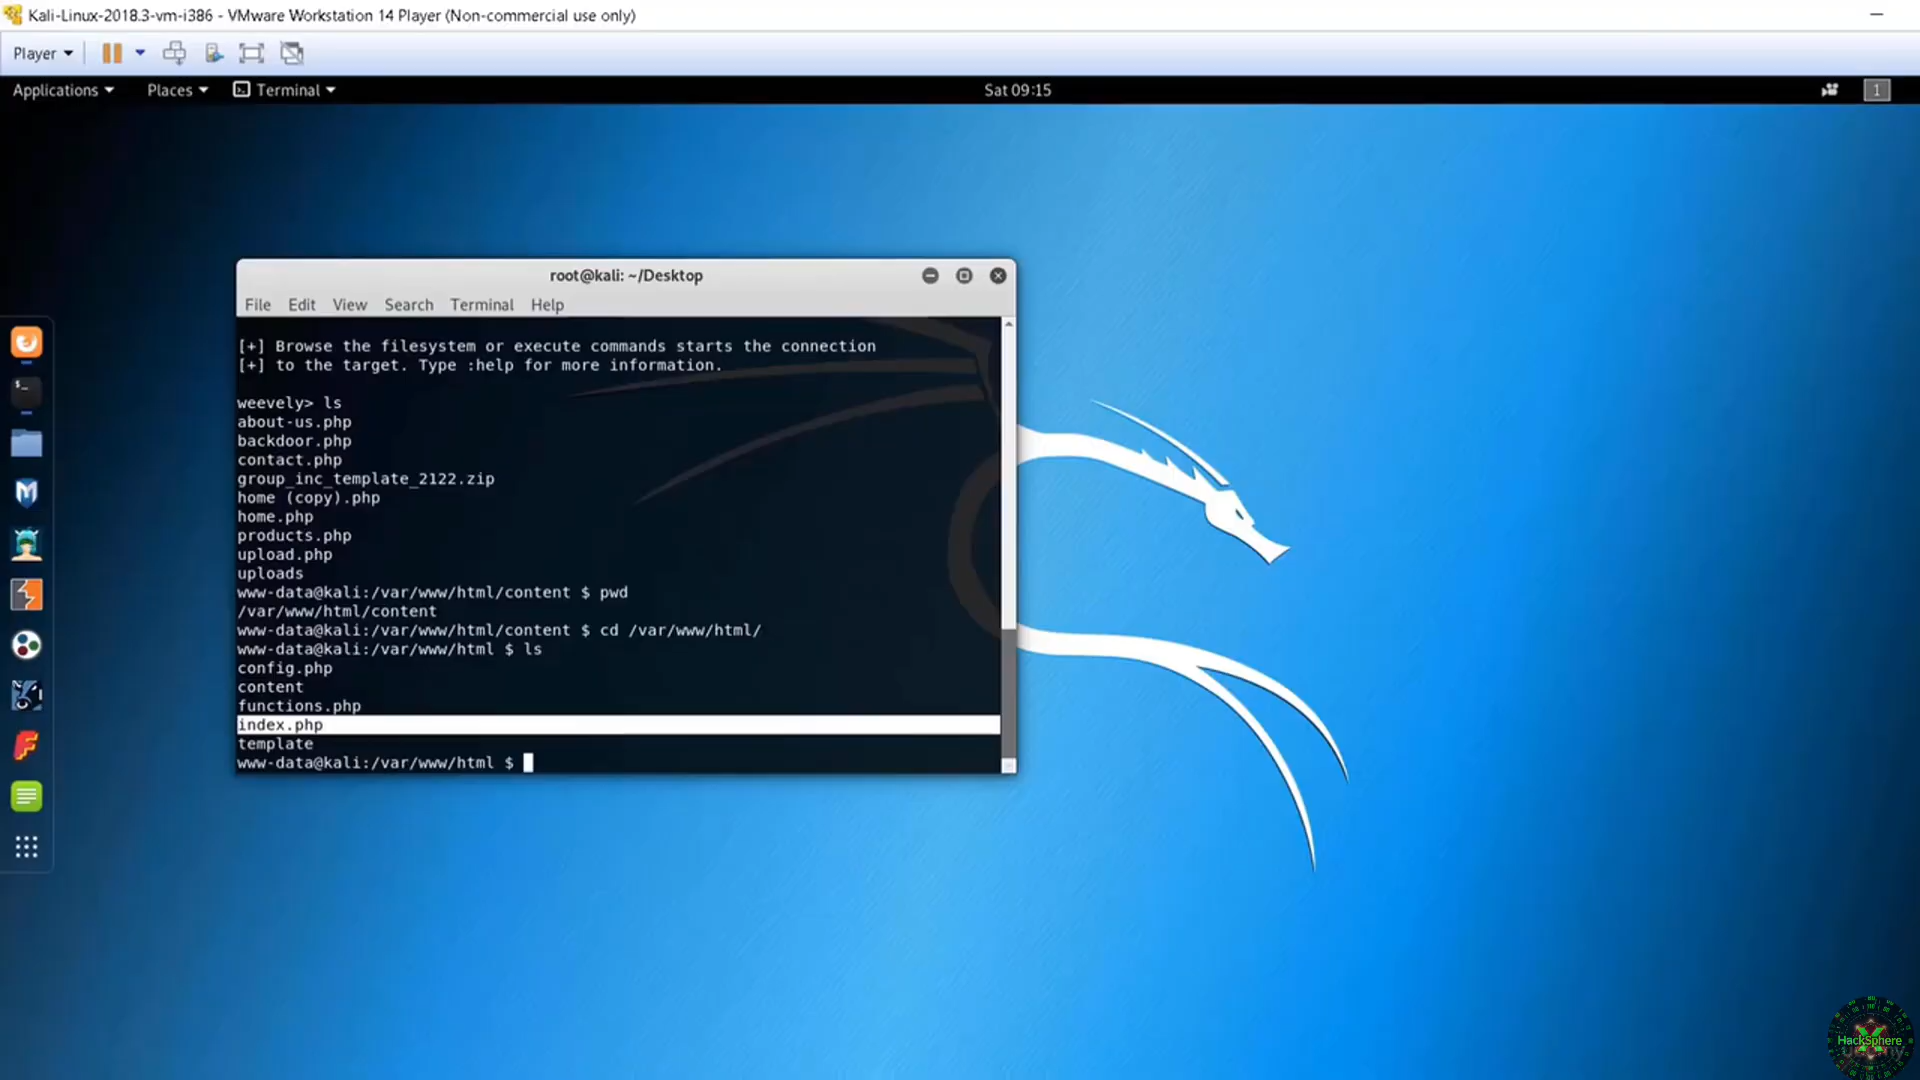 Kali-Linux-2018.3-vm-i386 - VMware Workstation 14 Player (Non-commercial use only)
Player
Applications Places Terminal Sat 09:15 1
root@kali: ~/Desktop
File Edit View Search Terminal Help
[+] Browse the filesystem or execute commands starts the connection
[+] to the target. Type :help for more information.
weevely> ls
about-us.php
backdoor.php
contact.php
group_inc_template_2122.zip
home (copy).php
home.php
products.php
upload.php
uploads
www-data@kali:/var/www/html/content $ pwd
/var/www/html/content
www-data@kali:/var/www/html/content $ cd /var/www/html/
www-data@kali:/var/www/html $ ls
config.php
content
functions.php
index.php
template
www-data@kali:/var/www/html $
HackSphere